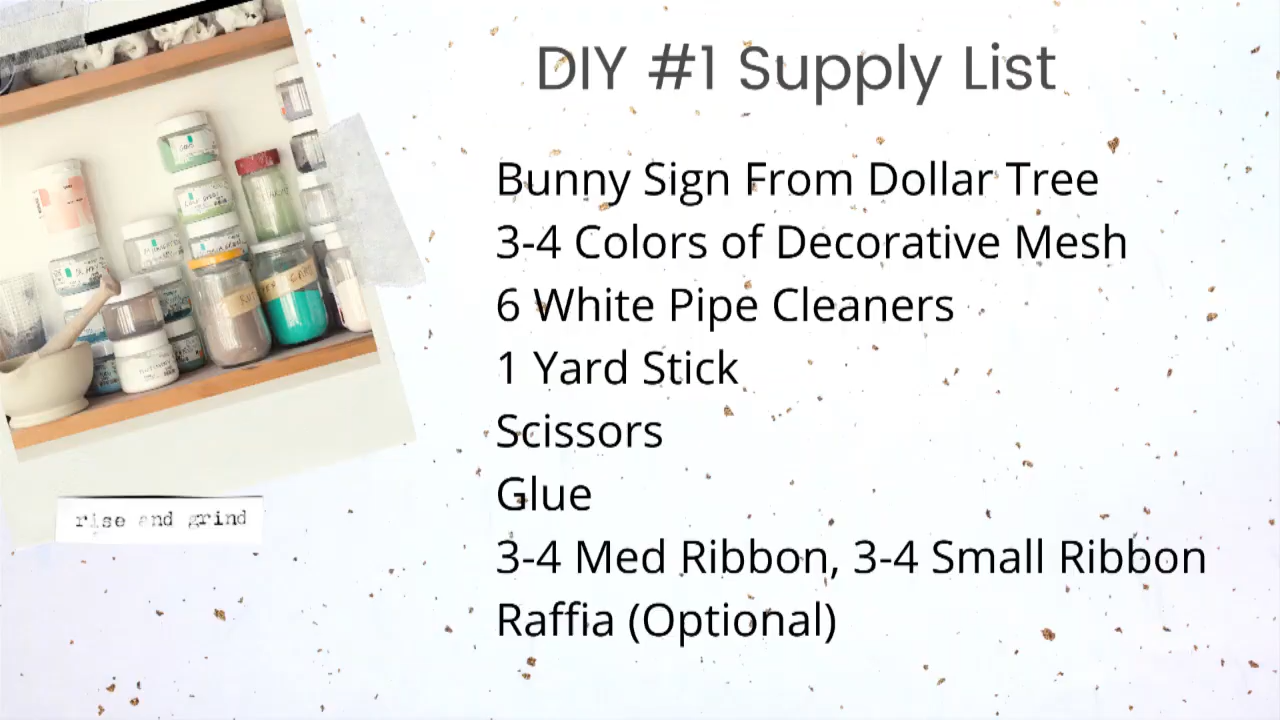 DIY #1 Supply List
Bunny Sign From Dollar Tree
3-4 Colors of Decorative Mesh
6 White Pipe Cleaners
1 Yard Stick
Scissors
Glue
3-4 Med Ribbon, 3-4 Small Ribbon
Raffia (Optional)
rise and grind